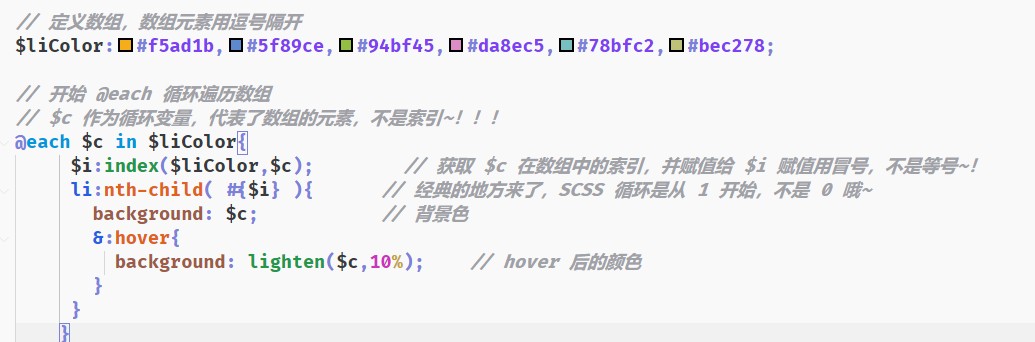 // 定义数组，数组元素用逗号隔开
$liColor:#f5ad1b,#5f89ce,#94bf45,#da8ec5,#78bfc2,#bec278;
// 开始 @each 循环遍历数组
// $c 作为循环变量，代表了数组的元素，不是索引~！！！
@each $c in $liColor{
$i:index($liColor,$c); // 获取 $c 在数组中的索引，并赋值给 $i 赋值用冒号，不是等号~！
li:nth-child( #{$i} ){ // 经典的地方来了，SCSS 循环是从 1 开始，不是 0 哦~
background: $c; // 背景色
&:hover{
background: lighten($c,10%); // hover 后的颜色
}
}
}